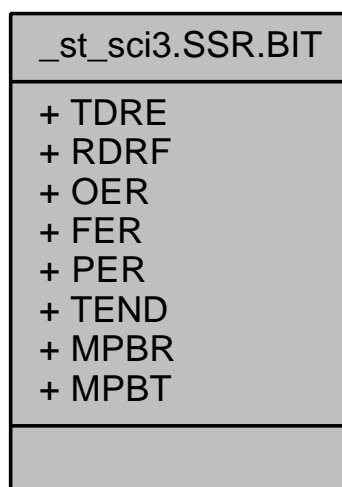 _st_sci3.SSR.BIT
+ TDRE
+ RDRF
+ OER
+ FER
+ PER
+ TEND
+ MPBR
+ MPBT